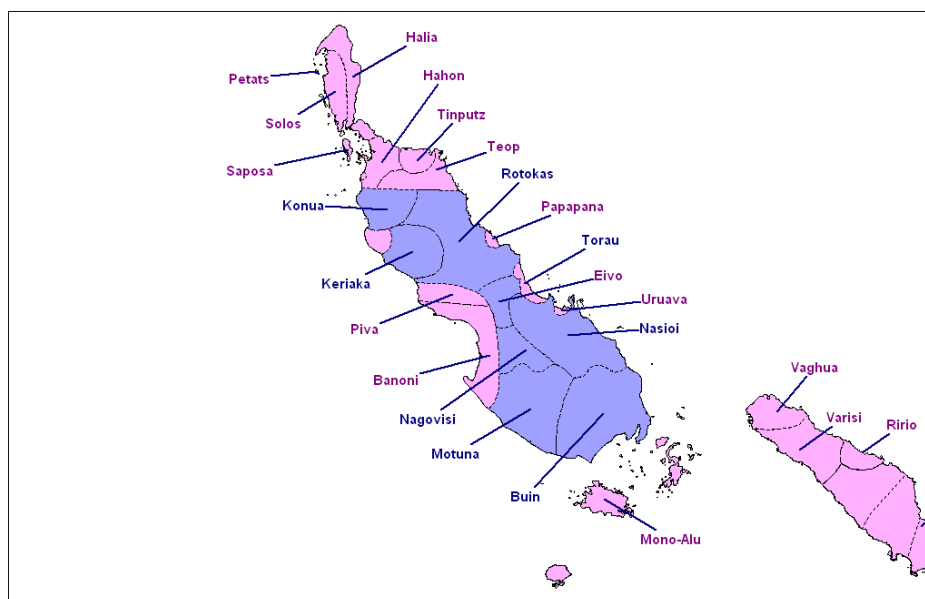 Halia
Petats
Hahon
Tinputz
Solos
Teop
Saposa
Rotokas
Konua
Papapana
Torau
Eivo
Keriaka
Uruava
Piva
Nasioi
Vaghua
Banoni
Nagovisi
Varisi
Ririo
Motuna
Buin
Mono-Alu